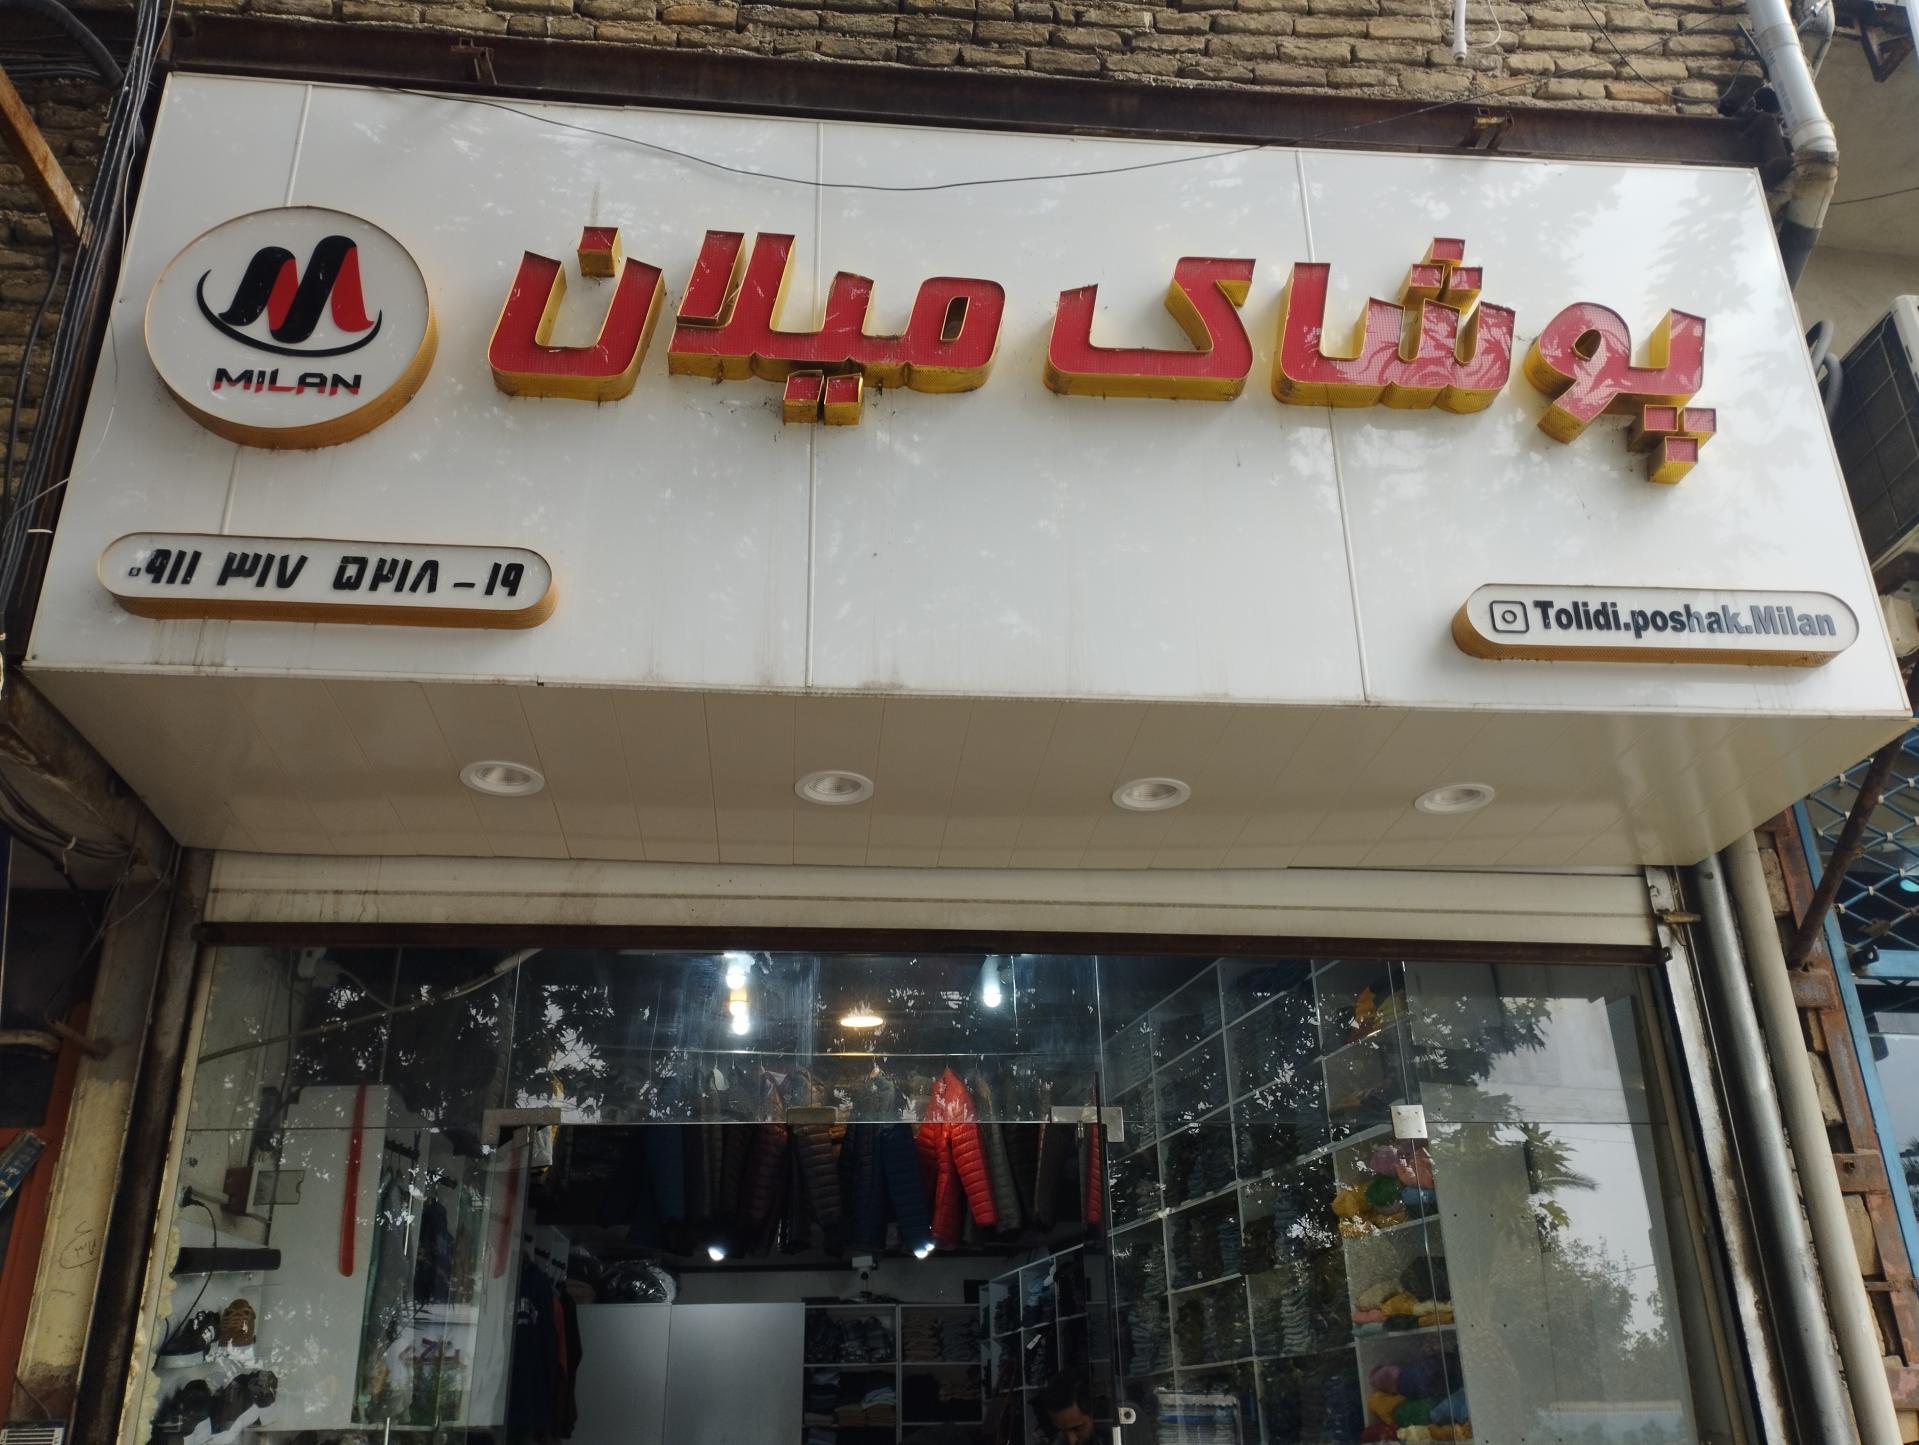 پوشاک میلان
MILAN
۰۹۱۱ ۳۱۷ ۵۲۱۸ - ۱۹
Tolidi.poshak.Milan